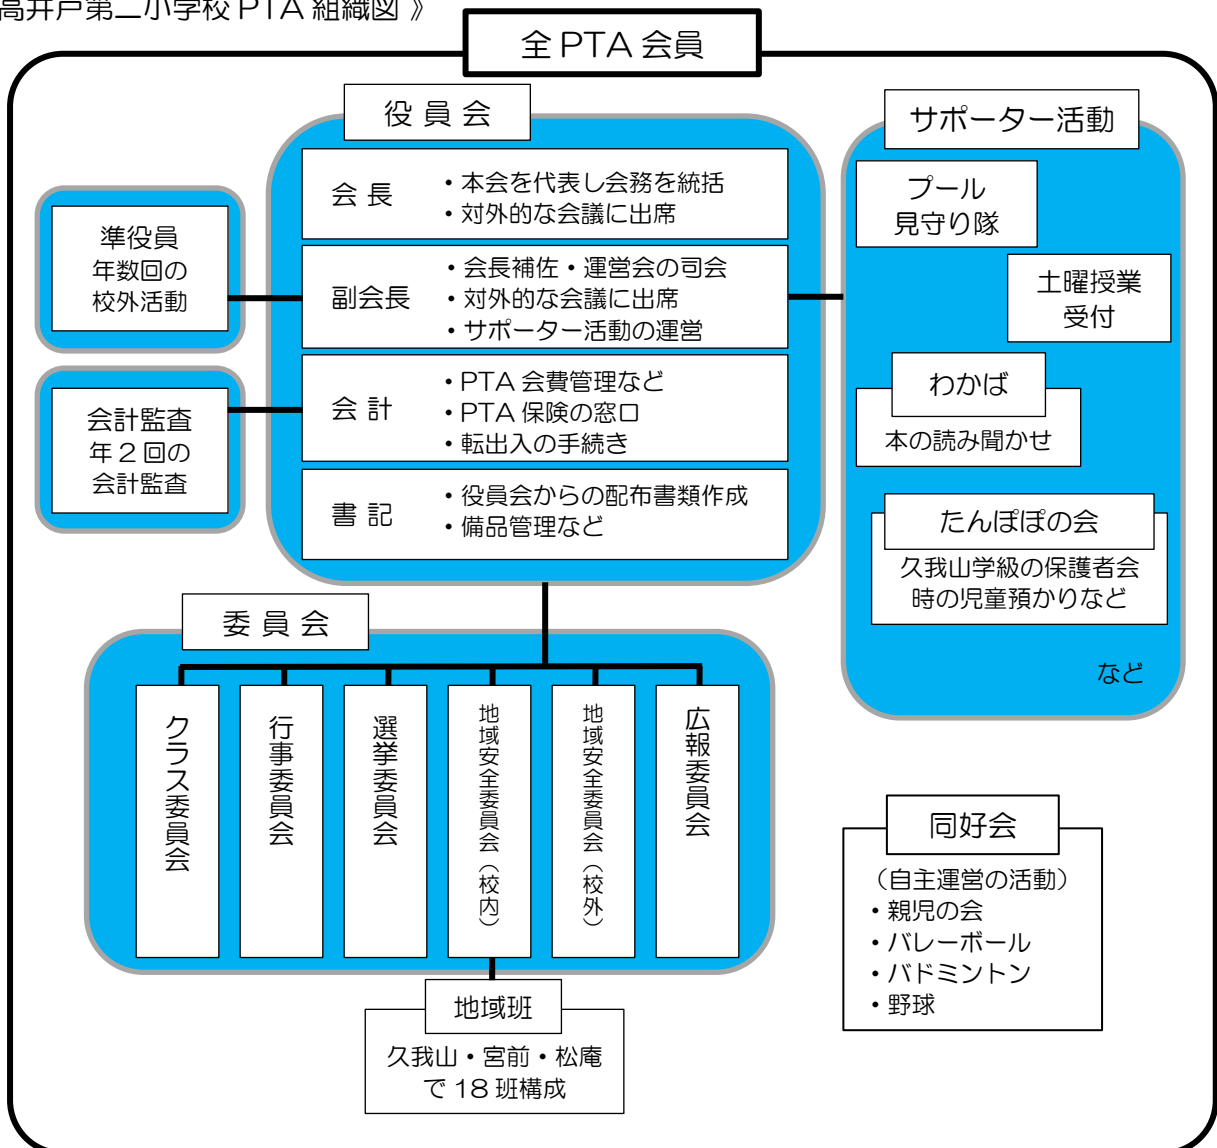 高井戸第二小学校 PTA 組織図 》
全 PTA 会員
役 員 会
会 長
・本会を代表し会務を統括
・対外的な会議に出席
副会長
・会長補佐・運営会の司会
・対外的な会議に出席
・サポーター活動の運営
会 計
・PTA 会費管理など
・PTA 保険の窓口
・転出入の手続き
書 記
・役員会からの配布書類作成
・備品管理など
準役員
年数回の
校外活動
会計監査
年 2 回の
会計監査
サポーター活動
プール
見守り隊
土曜授業
受付
わかば
本の読み聞かせ
たんぽぽの会
久我山学級の保護者会
時の児童預かりなど
など
委 員 会
クラス委員会
行事委員会
選挙委員会
地域安全委員会（校内）
地域安全委員会（校外）
広報委員会
地域班
久我山・宮前・松庵
で 18 班構成
同好会
（自主運営の活動）
・親児の会
・バレーボール
・バドミントン
・野球